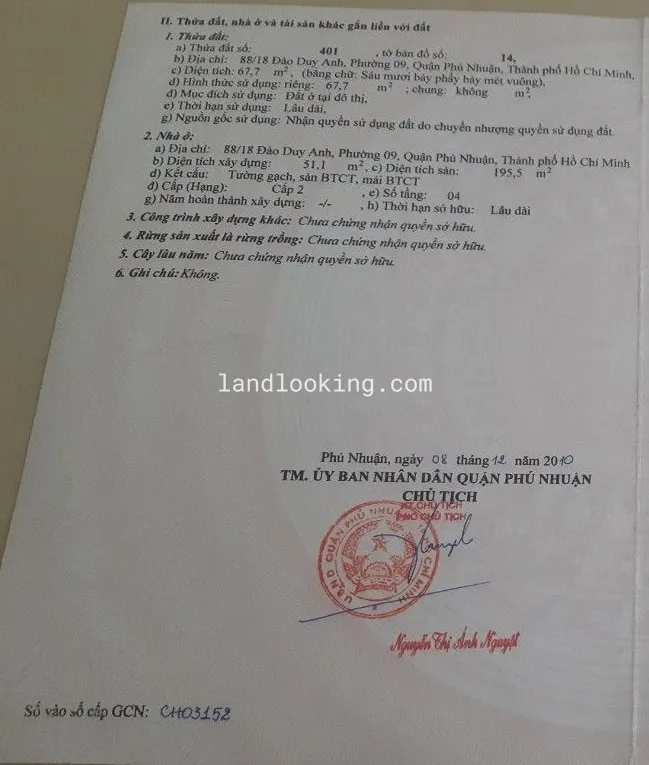 II. Thửa đất, nhà ở và tài sản khác gắn liền với đất
1. Thửa đất:
a) Thửa đất số: 401 , tờ bản đồ số: 14,
b) Địa chỉ: 88/18 Đào Duy Anh, Phường 09, Quận Phú Nhuận, Thành phố Hồ Chí Minh,
c) Diện tích: 67,7 m², (bằng chữ: Sáu mươi bảy phẩy bảy mét vuông),
d) Hình thức sử dụng: riêng: 67,7 m² ; chung: không m²,
đ) Mục đích sử dụng: Đất ở tại đô thị,
e) Thời hạn sử dụng: Lâu dài,
g) Nguồn gốc sử dụng: Nhận quyền sử dụng đất do chuyển nhượng quyền sử dụng đất.
2. Nhà ở:
a) Địa chỉ: 88/18 Đào Duy Anh, Phường 09, Quận Phú Nhuận, Thành phố Hồ Chí Minh
b) Diện tích xây dựng: 51,1 m², c) Diện tích sàn: 195,5 m²
d) Kết cấu: Tường gạch, sàn BTCT, mái BTCT
đ) Cấp (Hạng): Cấp 2 , e) Số tầng: 04
g) Năm hoàn thành xây dựng: -/- , h) Thời hạn sở hữu: Lâu dài
3. Công trình xây dựng khác: Chưa chứng nhận quyền sở hữu.
4. Rừng sản xuất là rừng trồng: Chưa chứng nhận quyền sở hữu.
5. Cây lâu năm: Chưa chứng nhận quyền sở hữu.
6. Ghi chú: Không.
landlooking.com
Phú Nhuận, ngày 08 tháng 12 năm 2010
TM. ỦY BAN NHÂN DÂN QUẬN PHÚ NHUẬN
CHỦ TỊCH
KT.CHỦ TỊCH
PHÓ CHỦ TỊCH
U.B.N.D QUẬN PHÚ NHUẬN CHÍ MINH
Nguyễn Thị Ánh Nguyệt
Số vào sổ cấp GCN: CH03152